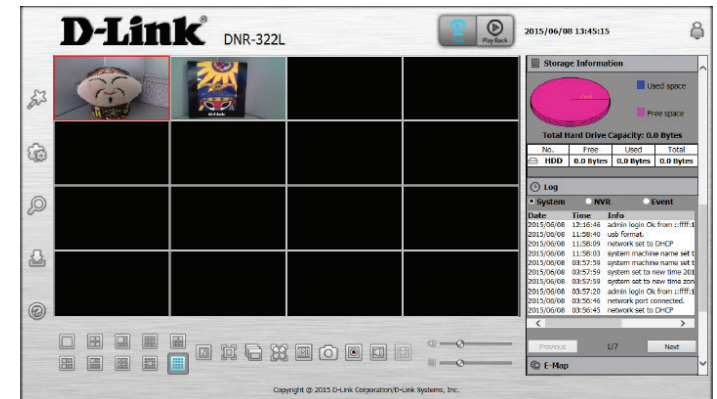 D-Link DNR-322L
PlayBack
2015/06/08 13:45:15
Storage Information
Used space
Free space
Total Hard Drive Capacity: 0.0 Bytes
No. Free Used Total
HDD 0.0 Bytes 0.0 Bytes 0.0 Bytes
Log
System NVR Event
Date Time Info
2015/06/08 12:16:46 admin login Ok from ::ffff:1
2015/06/08 11:58:40 usb format.
2015/06/08 11:58:09 network set to DHCP
2015/06/08 11:58:03 system machine name set t
2015/06/08 03:57:59 system machine name set t
2015/06/08 03:57:59 system set to new time 201
2015/06/08 03:57:59 system set to new time zon
2015/06/08 03:57:20 admin login Ok from ::ffff:1
2015/06/08 03:56:46 network port connected.
2015/06/08 03:56:45 network set to DHCP
Previous 1/7 Next
E-Map
Copyright @ 2015 D-Link Corporation/D-Link Systems, Inc.